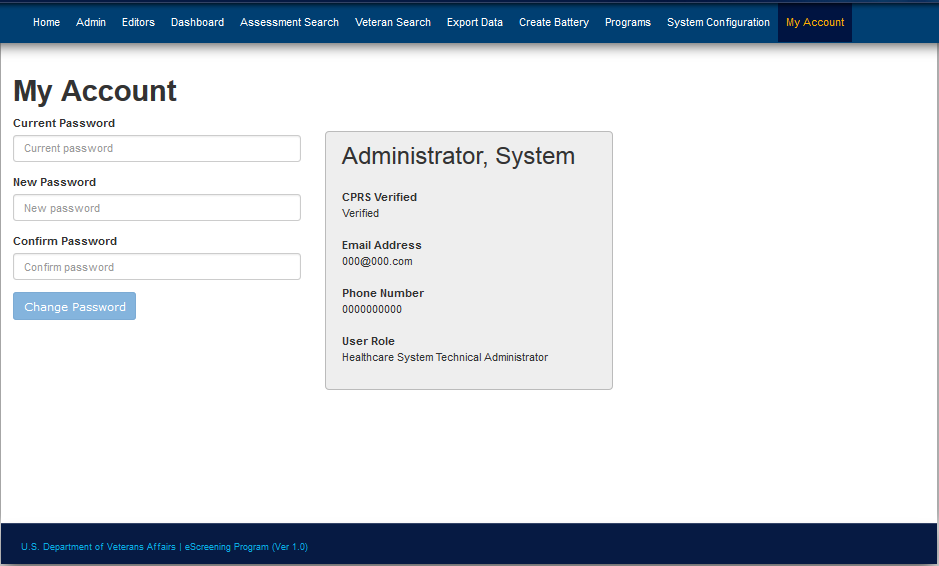 Home Admin Editors Dashboard Assessment Search Veteran Search Export Data Create Battery Programs System Configuration My Account
My Account
Current Password
Current password
New Password
New password
Confirm Password
Confirm password
Change Password
Administrator, System
CPRS Verified
Verified
Email Address
000@000.com
Phone Number
0000000000
User Role
Healthcare System Technical Administrator
U.S. Department of Veterans Affairs | eScreening Program (Ver 1.0)